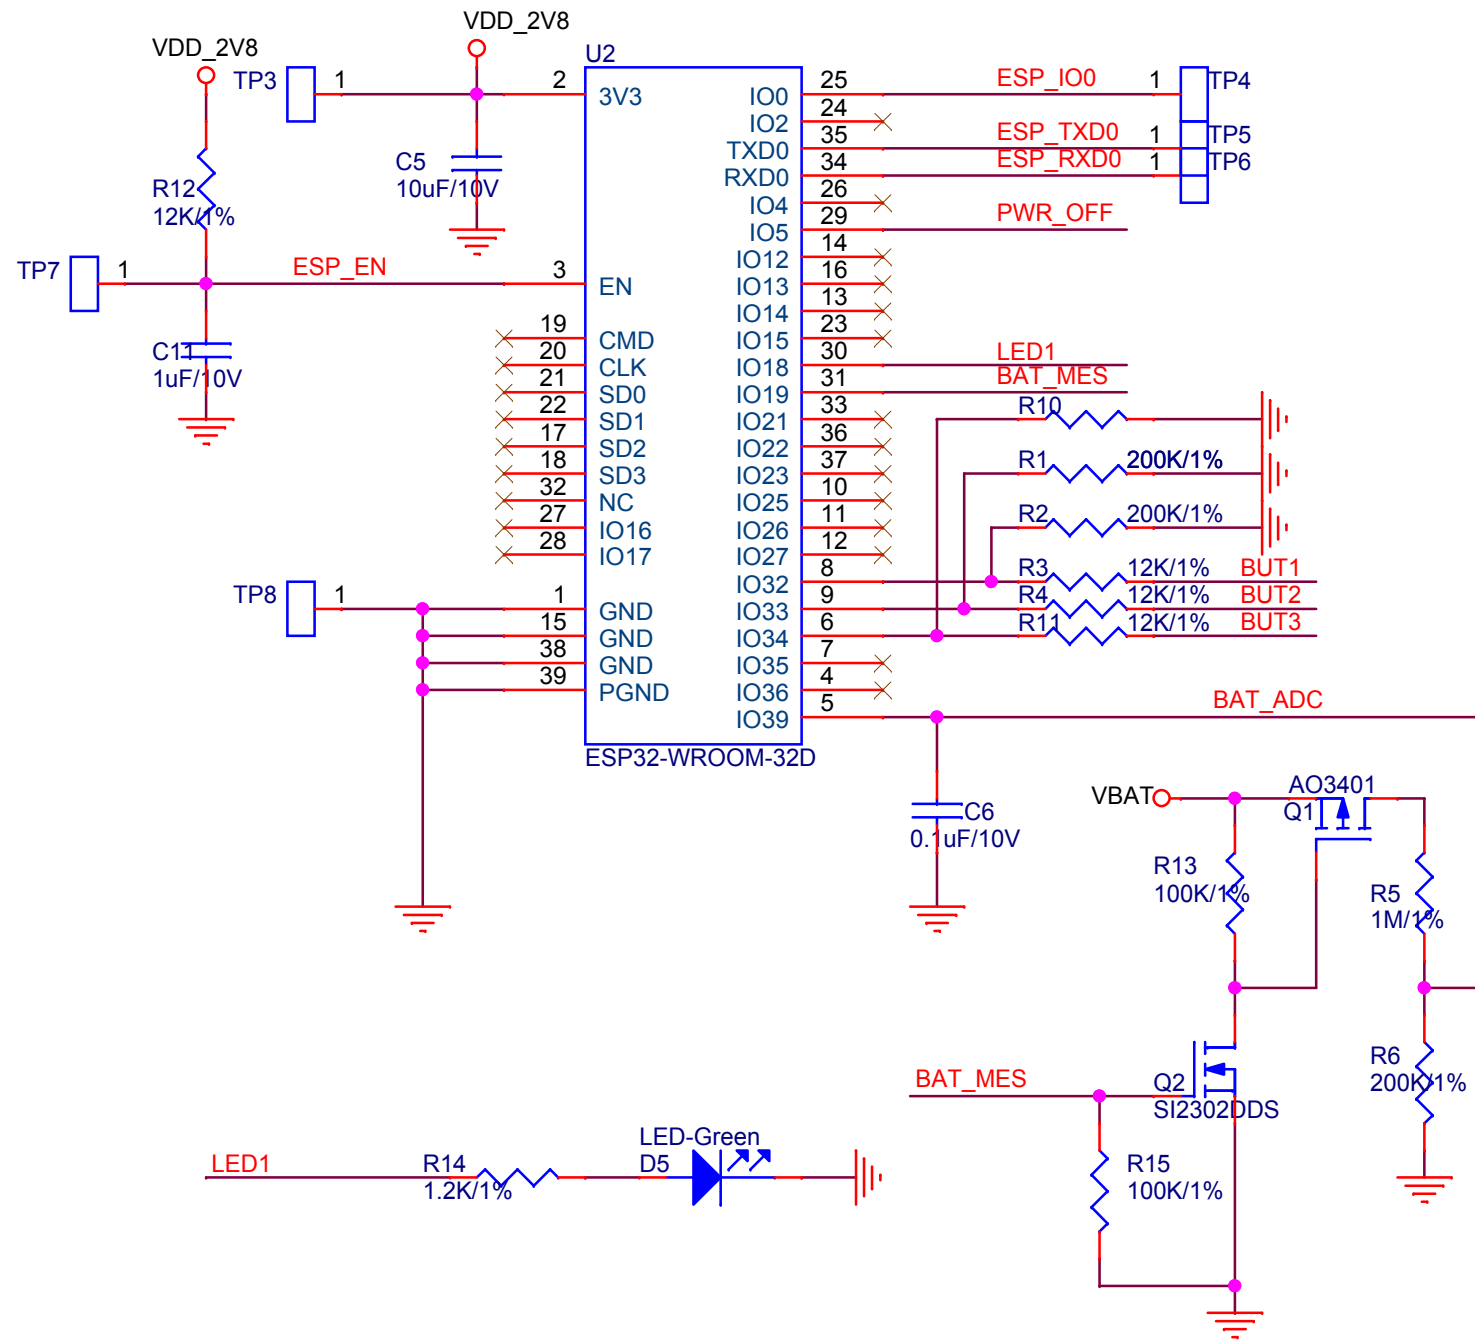 VDD_2V8
VDD_2V8
TP3
1
2
3V3
U2
C5
10uF/10V
R12
12K/1%
TP7
1
ESP_EN
3
EN
C11
1uF/10V
19
CMD
20
CLK
21
SD0
22
SD1
17
SD2
18
SD3
32
NC
27
IO16
28
IO17
TP8
1
1
GND
15
GND
38
GND
39
PGND
IO0
25
ESP_IO0
1
TP4
IO2
24
TXD0
35
ESP_TXD0
1
TP5
RXD0
34
ESP_RXD0
1
TP6
IO4
26
IO5
29
PWR_OFF
IO12
14
IO13
16
IO14
13
IO15
23
IO18
30
LED1
IO19
31
BAT_MES
IO21
33
R10
IO22
36
IO23
37
R1
200K/1%
IO25
10
IO26
11
R2
200K/1%
IO27
12
IO32
8
R3
12K/1%
BUT1
IO33
9
R4
12K/1%
BUT2
IO34
6
R11
12K/1%
BUT3
IO35
7
IO36
4
IO39
5
BAT_ADC
ESP32-WROOM-32D
C6
0.1uF/10V
VBAT
AO3401
Q1
R13
100K/1%
R5
1M/1%
R6
200K/1%
BAT_MES
Q2
SI2302DDS
R15
100K/1%
LED1
R14
1.2K/1%
LED-Green
D5